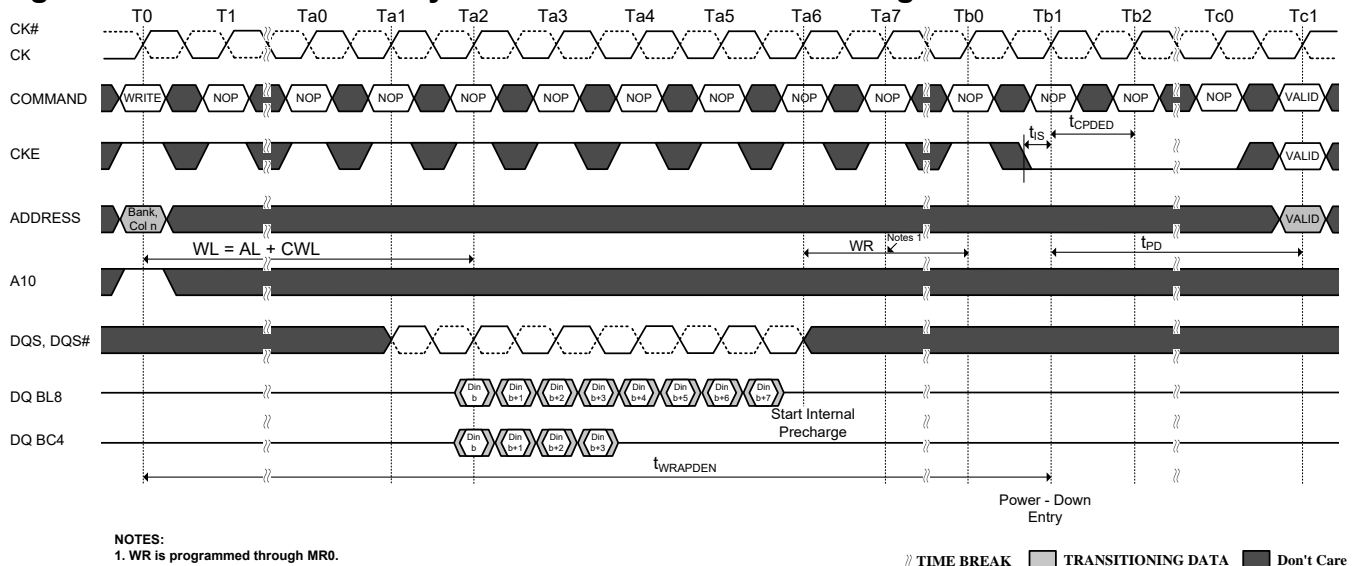 T0 T1 Ta0 Ta1 Ta2 Ta3 Ta4 Ta5 Ta6 Ta7 Tb0 Tb1 Tb2 Tc0 Tc1
CK#
CK
COMMAND WRITE NOP NOP NOP NOP NOP NOP NOP NOP NOP NOP NOP NOP NOP VALID
tIS tCPDED
CKE VALID
ADDRESS Bank, Col n VALID
WL = AL + CWL WR Notes 1 tPD
A10
DQS, DQS#
DQ BL8 Din b Din b+1 Din b+2 Din b+3 Din b+4 Din b+5 Din b+6 Din b+7
Start Internal
Precharge
DQ BC4 Din b Din b+1 Din b+2 Din b+3
tWRAPDEN
Power - Down
Entry
NOTES:
1. WR is programmed through MR0.
TIME BREAK TRANSITIONING DATA Don't Care